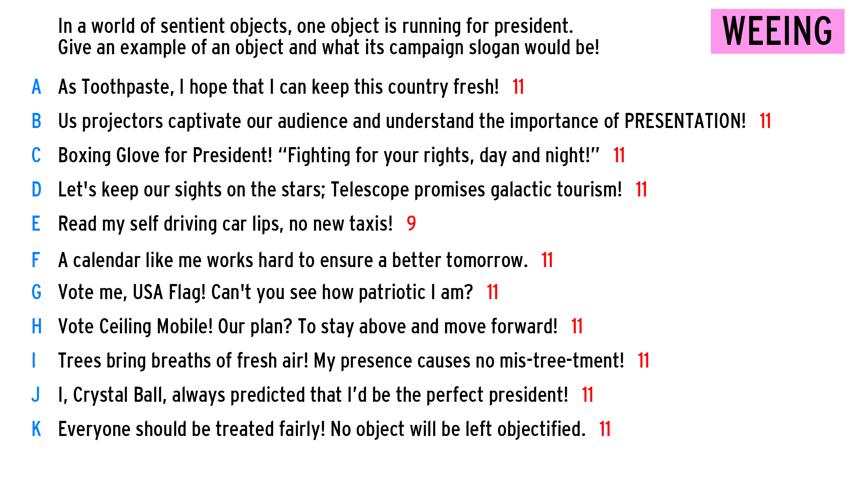 In a world of sentient objects, one object is running for president.
Give an example of an object and what its campaign slogan would be!
WEEING
A As Toothpaste, I hope that I can keep this country fresh! 11
B Us projectors captivate our audience and understand the importance of PRESENTATION! 11
C Boxing Glove for President! “Fighting for your rights, day and night!” 11
D Let's keep our sights on the stars; Telescope promises galactic tourism! 11
E Read my self driving car lips, no new taxis! 9
F A calendar like me works hard to ensure a better tomorrow. 11
G Vote me, USA Flag! Can't you see how patriotic I am? 11
H Vote Ceiling Mobile! Our plan? To stay above and move forward! 11
I Trees bring breaths of fresh air! My presence causes no mis-tree-tment! 11
J I, Crystal Ball, always predicted that I’d be the perfect president! 11
K Everyone should be treated fairly! No object will be left objectified. 11